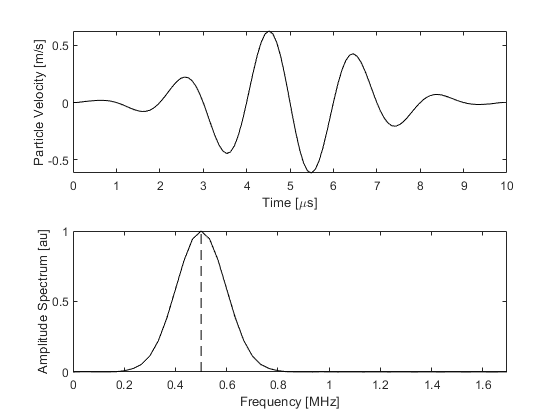 Particle Velocity [m/s]
0.5
0
-0.5
0 1 2 3 4 5 6 7 8 9 10
Time [μs]
Amplitude Spectrum [au]
1
0.5
0
0 0.2 0.4 0.6 0.8 1 1.2 1.4 1.6
Frequency [MHz]